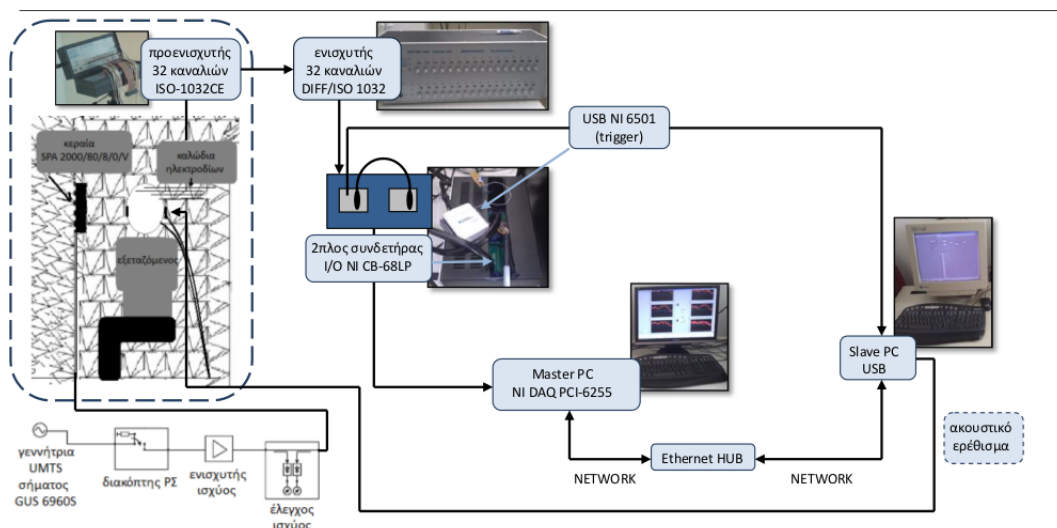 προενισχυτής
32 καναλιών
ISO-1032CE
ενισχυτής
32 καναλιών
DIFF/ISO 1032
USB NI 6501
(trigger)
κεραία
SPA 2000/80/8/0/V
καλώδια
ηλεκτροδίων
εξεταζόμενος
2πλος συνδετήρας
I/O NI CB-68LP
Master PC
NI DAQ PCI-6255
Slave PC
USB
ακουστικό
ερέθισμα
Ethernet HUB
NETWORK
NETWORK
γεννήτρια
UMTS
σήματος
GUS 6960S
διακόπτης ΡΣ
ενισχυτής
ισχύος
έλεγχος
ισχύος